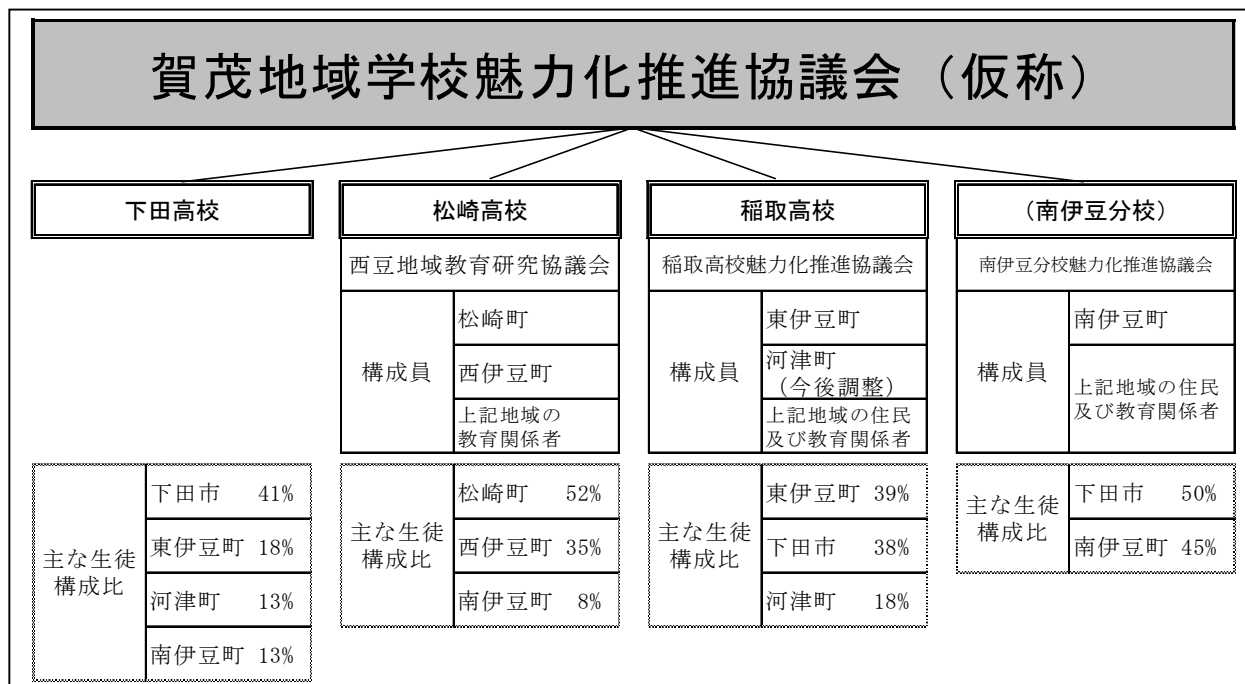 賀茂地域学校魅力化推進協議会（仮称）
下田高校
主な生徒
構成比
下田市 41%
東伊豆町 18%
河津町 13%
南伊豆町 13%
松崎高校
西豆地域教育研究協議会
構成員
松崎町
西伊豆町
上記地域の
教育関係者
主な生徒
構成比
松崎町 52%
西伊豆町 35%
南伊豆町 8%
稲取高校
稲取高校魅力化推進協議会
構成員
東伊豆町
河津町
（今後調整）
上記地域の住民
及び教育関係者
主な生徒
構成比
東伊豆町 39%
下田市 38%
河津町 18%
（南伊豆分校）
南伊豆分校魅力化推進協議会
構成員
南伊豆町
上記地域の住民
及び教育関係者
主な生徒
構成比
下田市 50%
南伊豆町 45%